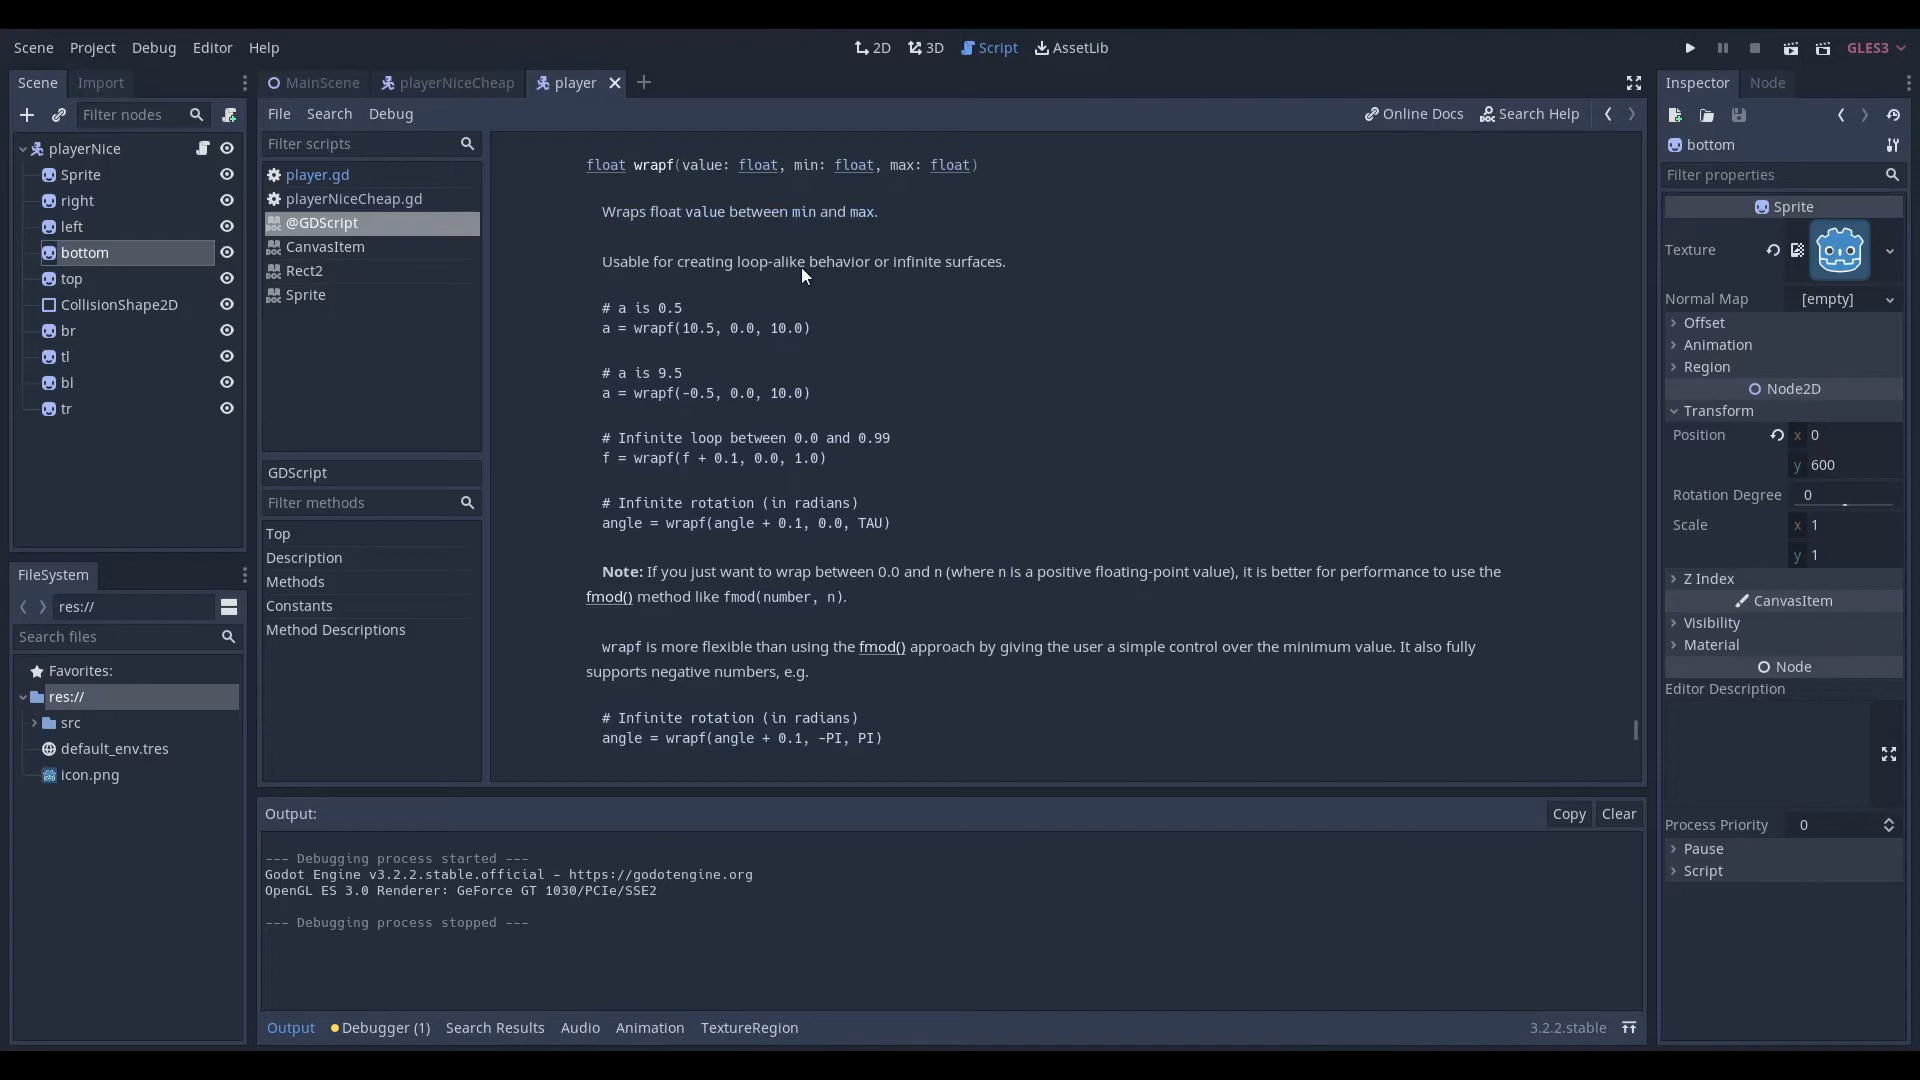 Scene Project Debug Editor Help 2D 3D Script AssetLib GLES3
Scene Import
Filter nodes
playerNice
Sprite
right
left
bottom
top
CollisionShape2D
br
tl
bl
tr
FileSystem
res://
Search files
Favorites:
res://
src
default_env.tres
icon.png
MainScene playerNiceCheap player
File Search Debug Online Docs Search Help
Filter scripts
player.gd
playerNiceCheap.gd
@GDScript
CanvasItem
Rect2
Sprite
GDScript
Filter methods
Top
Description
Methods
Constants
Method Descriptions
float wrapf(value: float, min: float, max: float)
Wraps float value between min and max.
Usable for creating loop-alike behavior or infinite surfaces.
# a is 0.5
a = wrapf(10.5, 0.0, 10.0)
# a is 9.5
a = wrapf(-0.5, 0.0, 10.0)
# Infinite loop between 0.0 and 0.99
f = wrapf(f + 0.1, 0.0, 1.0)
# Infinite rotation (in radians)
angle = wrapf(angle + 0.1, 0.0, TAU)
Note: If you just want to wrap between 0.0 and n (where n is a positive floating-point value), it is better for performance to use the
fmod() method like fmod(number, n).
wrapf is more flexible than using the fmod() approach by giving the user a simple control over the minimum value. It also fully
supports negative numbers, e.g.
# Infinite rotation (in radians)
angle = wrapf(angle + 0.1, -PI, PI)
Output:
Copy Clear
--- Debugging process started ---
Godot Engine v3.2.2.stable.official - https://godotengine.org
OpenGL ES 3.0 Renderer: GeForce GT 1030/PCIe/SSE2
--- Debugging process stopped ---
Output Debugger (1) Search Results Audio Animation TextureRegion 3.2.2.stable
Inspector Node
bottom
Filter properties
Sprite
Texture
Normal Map [empty]
Offset
Animation
Region
Node2D
Transform
Position x 0
y 600
Rotation Degree 0
Scale x 1
y 1
Z Index
CanvasItem
Visibility
Material
Node
Editor Description
Process Priority 0
Pause
Script